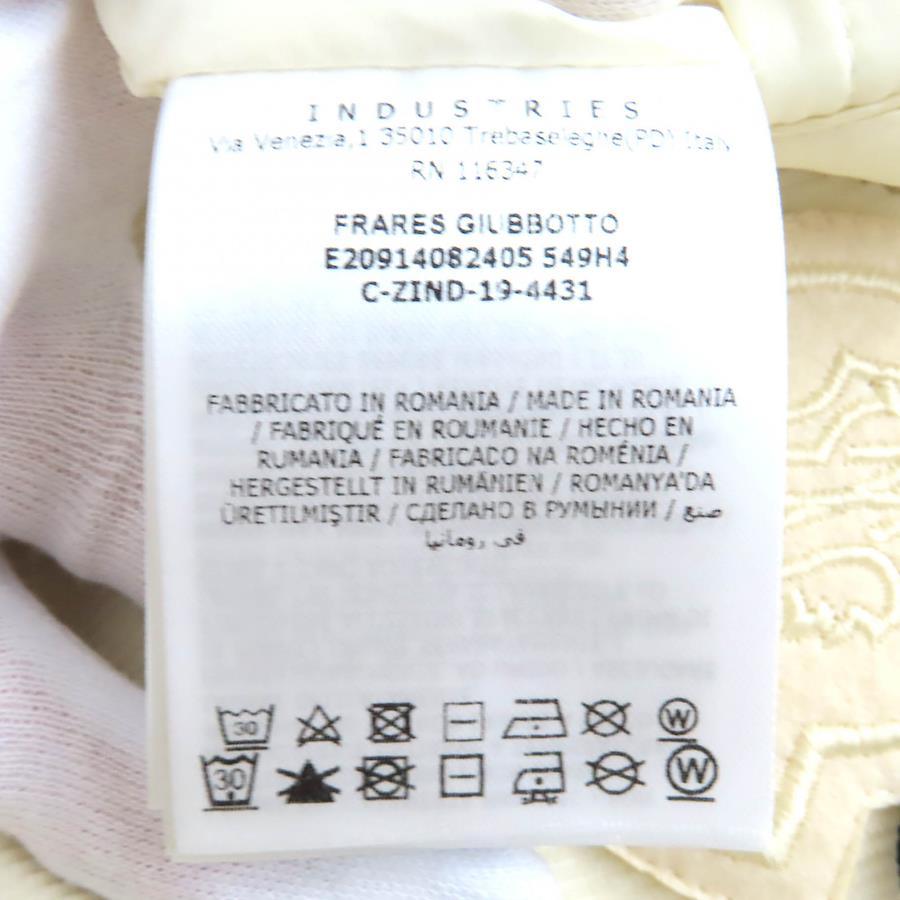 INDUSTRIES
Via Venezia,1 35010 Trebaseleghe(PD) Italy
RN 116347
FRARES GIUBBOTTO
E20914082405 549H4
C-ZIND-19-4431
FABBRICATO IN ROMANIA / MADE IN ROMANIA
/ FABRIQUÉ EN ROUMANIE / HECHO EN
RUMANIA / FABRICADO NA ROMÉNIA /
HERGESTELLT IN RUMÄNIEN / ROMANYA'DA
ÜRETILMIŞTIR / СДЕЛАНО В РУМЫНИИ / صنع
في رومانيا
30 W
30 W